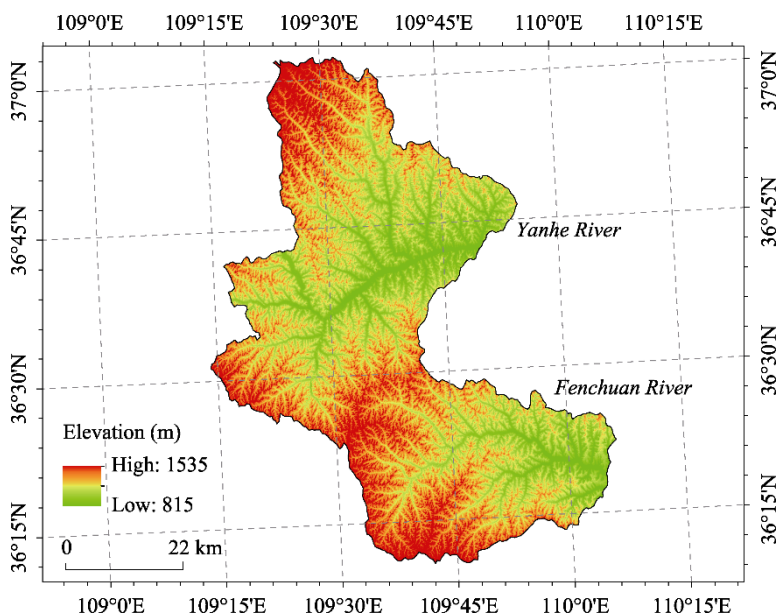 109°0'E 109°15'E 109°30'E 109°45'E 110°0'E 110°15'E
37°0'N
37°0'N
36°45'N
36°45'N
Yanhe River
36°30'N
36°30'N
Fenchuan River
Elevation (m)
High: 1535
Low: 815
36°15'N
36°15'N
0 22 km
109°0'E 109°15'E 109°30'E 109°45'E 110°0'E 110°15'E